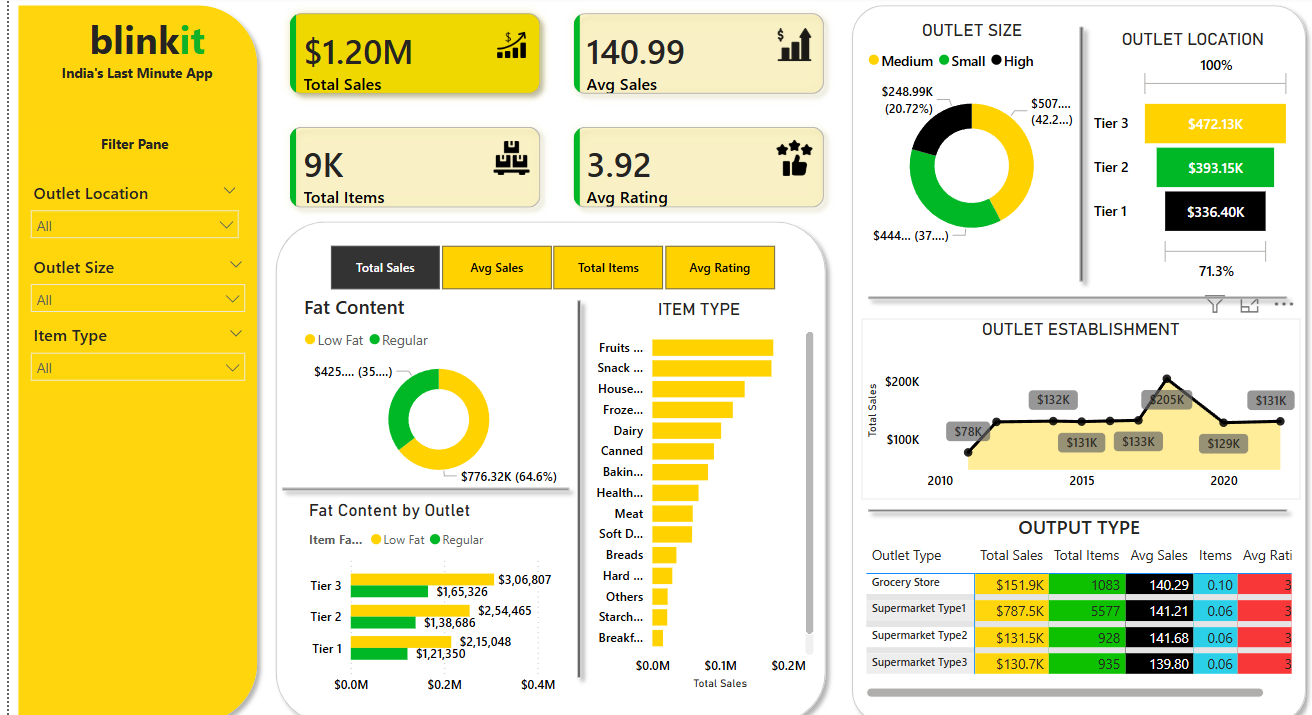 blinkit
India's Last Minute App
Filter Pane
Outlet Location
All
Outlet Size
All
Item Type
All
$1.20M
Total Sales
140.99
Avg Sales
9K
Total Items
3.92
Avg Rating
Total Sales
Avg Sales
Total Items
Avg Rating
Fat Content
Low Fat Regular
$425.... (35....)
$776.32K (64.6%)
Fat Content by Outlet
Item Fa... Low Fat Regular
Tier 3 $3,06,807
$1,65,326
Tier 2 $2,54,465
$1,38,686
Tier 1 $2,15,048
$1,21,350
$0.0M $0.2M $0.4M
ITEM TYPE
Fruits ...
Snack ...
House...
Froze...
Dairy
Canned
Bakin...
Health...
Meat
Soft D...
Breads
Hard ...
Others
Starch...
Breakf...
$0.0M $0.1M $0.2M
Total Sales
OUTLET SIZE
Medium Small High
$248.99K
(20.72%)
$507....
(42.2...)
$444... (37....)
OUTLET LOCATION
100%
Tier 3 $472.13K
Tier 2 $393.15K
Tier 1 $336.40K
71.3%
OUTLET ESTABLISHMENT
Total Sales
$200K
$100K
$78K
$132K
$131K
$133K
$205K
$129K
$131K
2010 2015 2020
OUTPUT TYPE
Outlet Type Total Sales Total Items Avg Sales Items Avg Rati
Grocery Store $151.9K 1083 140.29 0.10 3
Supermarket Type1 $787.5K 5577 141.21 0.06 3
Supermarket Type2 $131.5K 928 141.68 0.06 3
Supermarket Type3 $130.7K 935 139.80 0.06 3